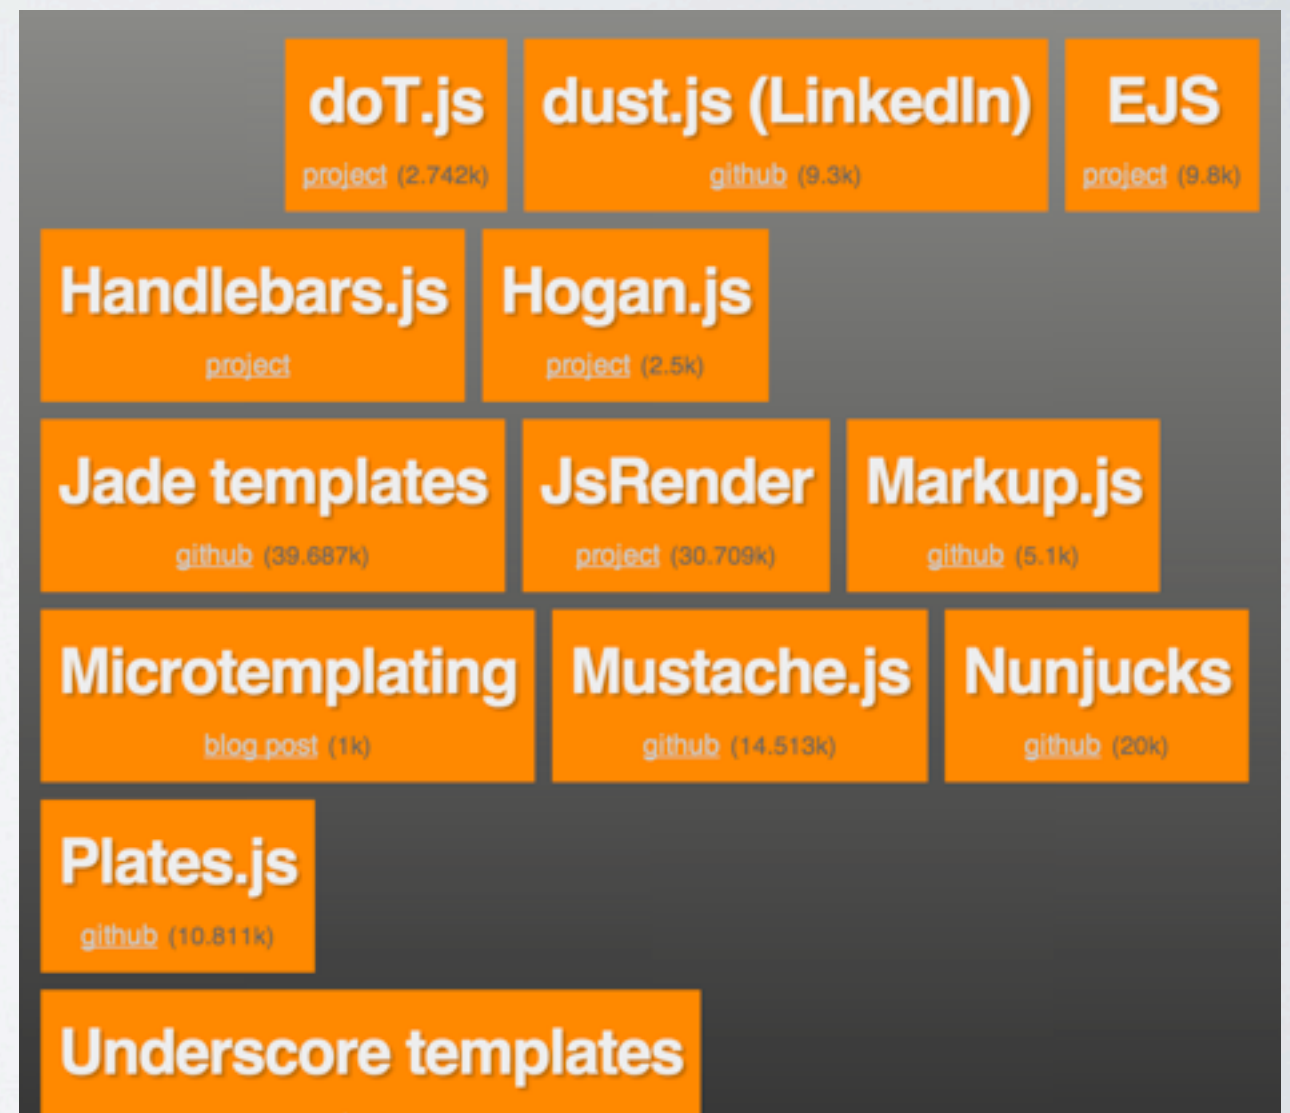 doT.js
project (2.742k)
dust.js (LinkedIn)
github (9.3k)
EJS
project (9.8k)
Handlebars.js
project
Hogan.js
project (2.5k)
Jade templates
github (39.687k)
JsRender
project (30.709k)
Markup.js
github (5.1k)
Microtemplating
blog post (1k)
Mustache.js
github (14.513k)
Nunjucks
github (20k)
Plates.js
github (10.811k)
Underscore templates